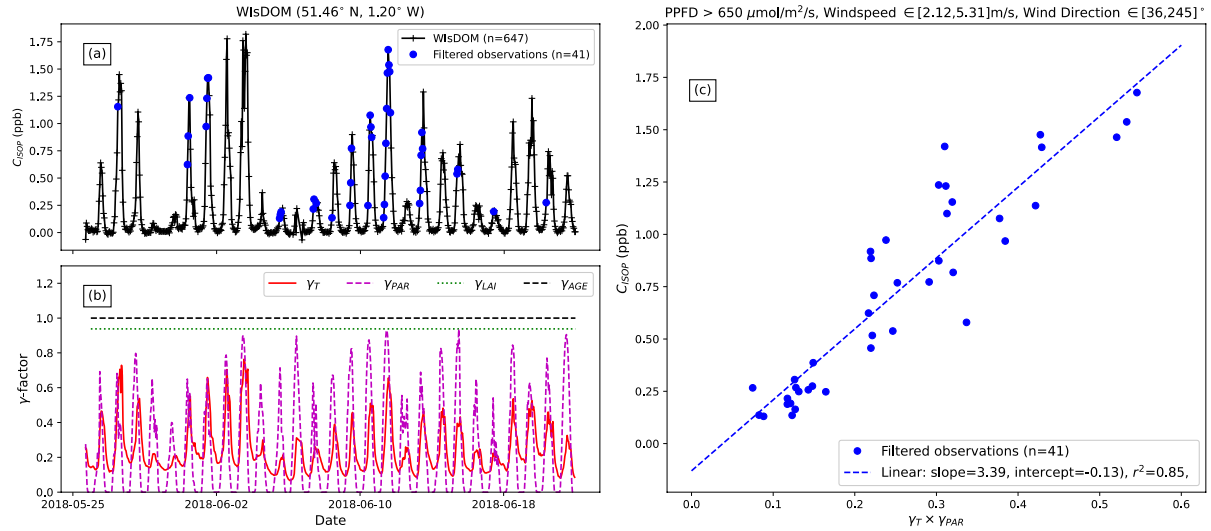 WIsDOM (51.46° N, 1.20° W)
(a)
WIsDOM (n=647)
Filtered observations (n=41)
1.75
1.50
1.25
1.00
0.75
0.50
0.25
0.00
C_ISOP (ppb)
(b)
γ_T
γ_PAR
γ_LAI
γ_AGE
1.2
1.0
0.8
0.6
0.4
0.2
0.0
γ-factor
2018-05-25
2018-06-02
2018-06-10
2018-06-18
Date
PPFD > 650 μmol/m²/s, Windspeed ∈[2.12,5.31]m/s, Wind Direction ∈[36,245]°
(c)
2.00
1.75
1.50
1.25
1.00
0.75
0.50
0.25
0.00
C_ISOP (ppb)
Filtered observations (n=41)
Linear: slope=3.39, intercept=-0.13), r²=0.85,
0.0
0.1
0.2
0.3
0.4
0.5
0.6
γ_T × γ_PAR